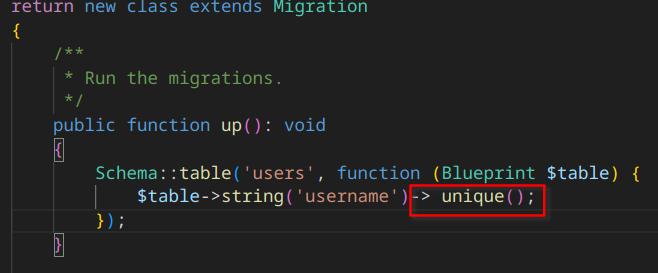 return new class extends Migration
{
/**
* Run the migrations.
*/
public function up(): void
{
Schema::table('users', function (Blueprint $table) {
$table->string('username')-> unique();
});
}